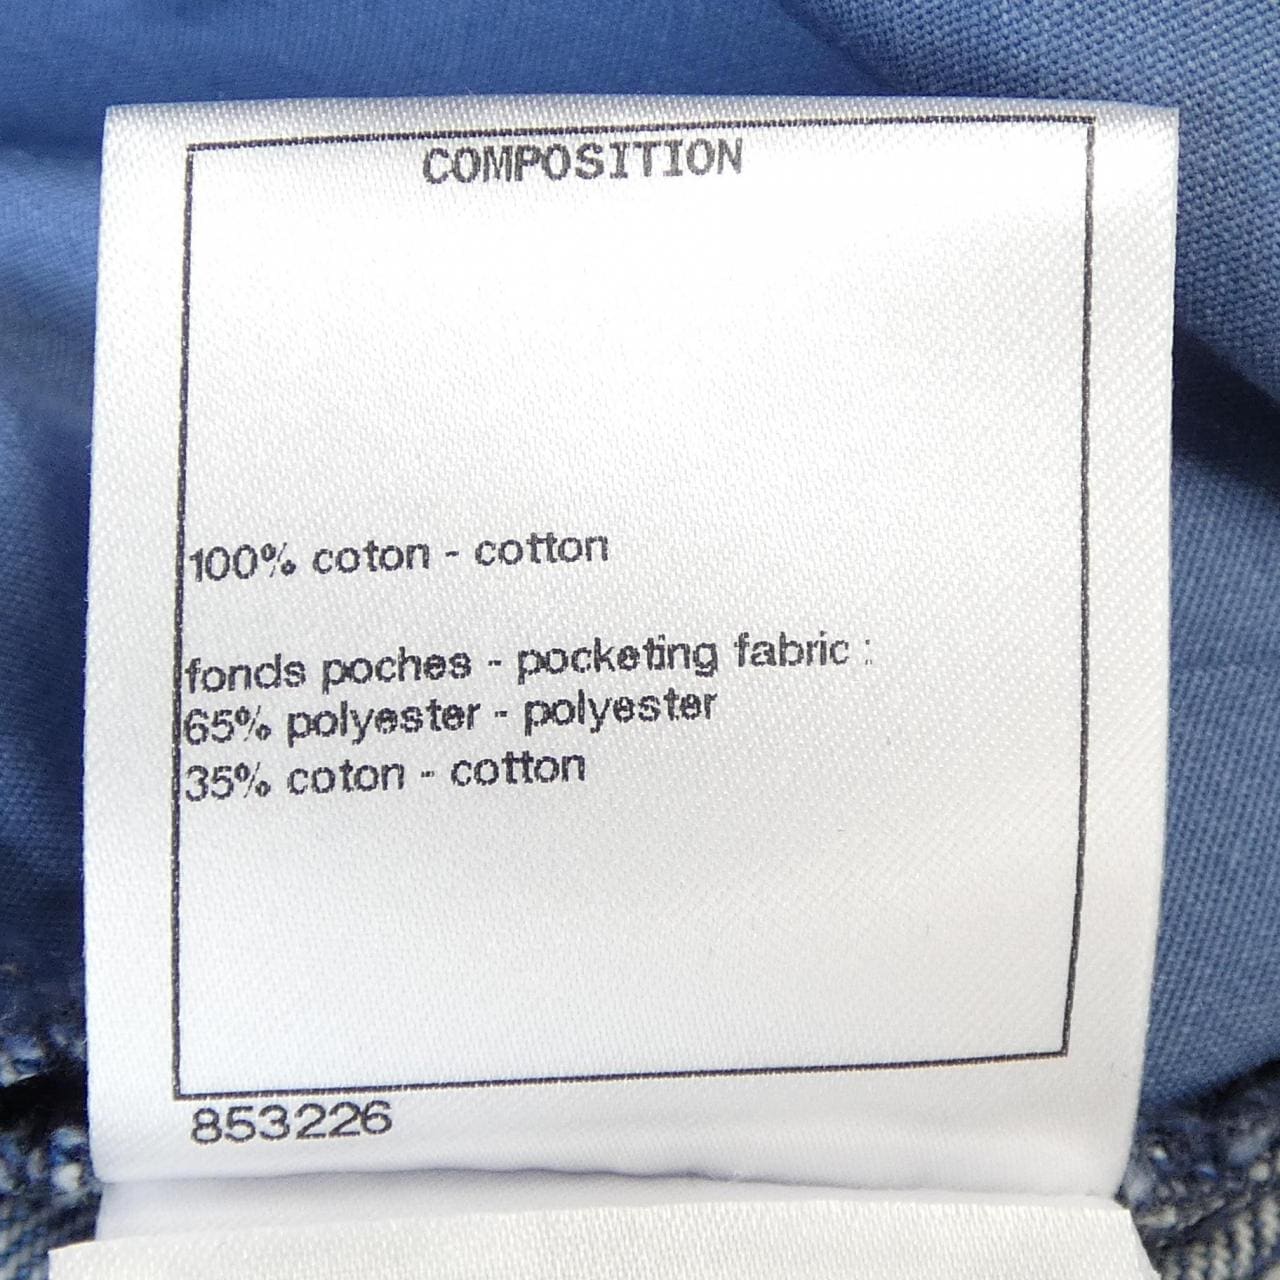 COMPOSITION
100% coton - cotton
fonds poches - pocketing fabric :
65% polyester - polyester
35% coton - cotton
853226